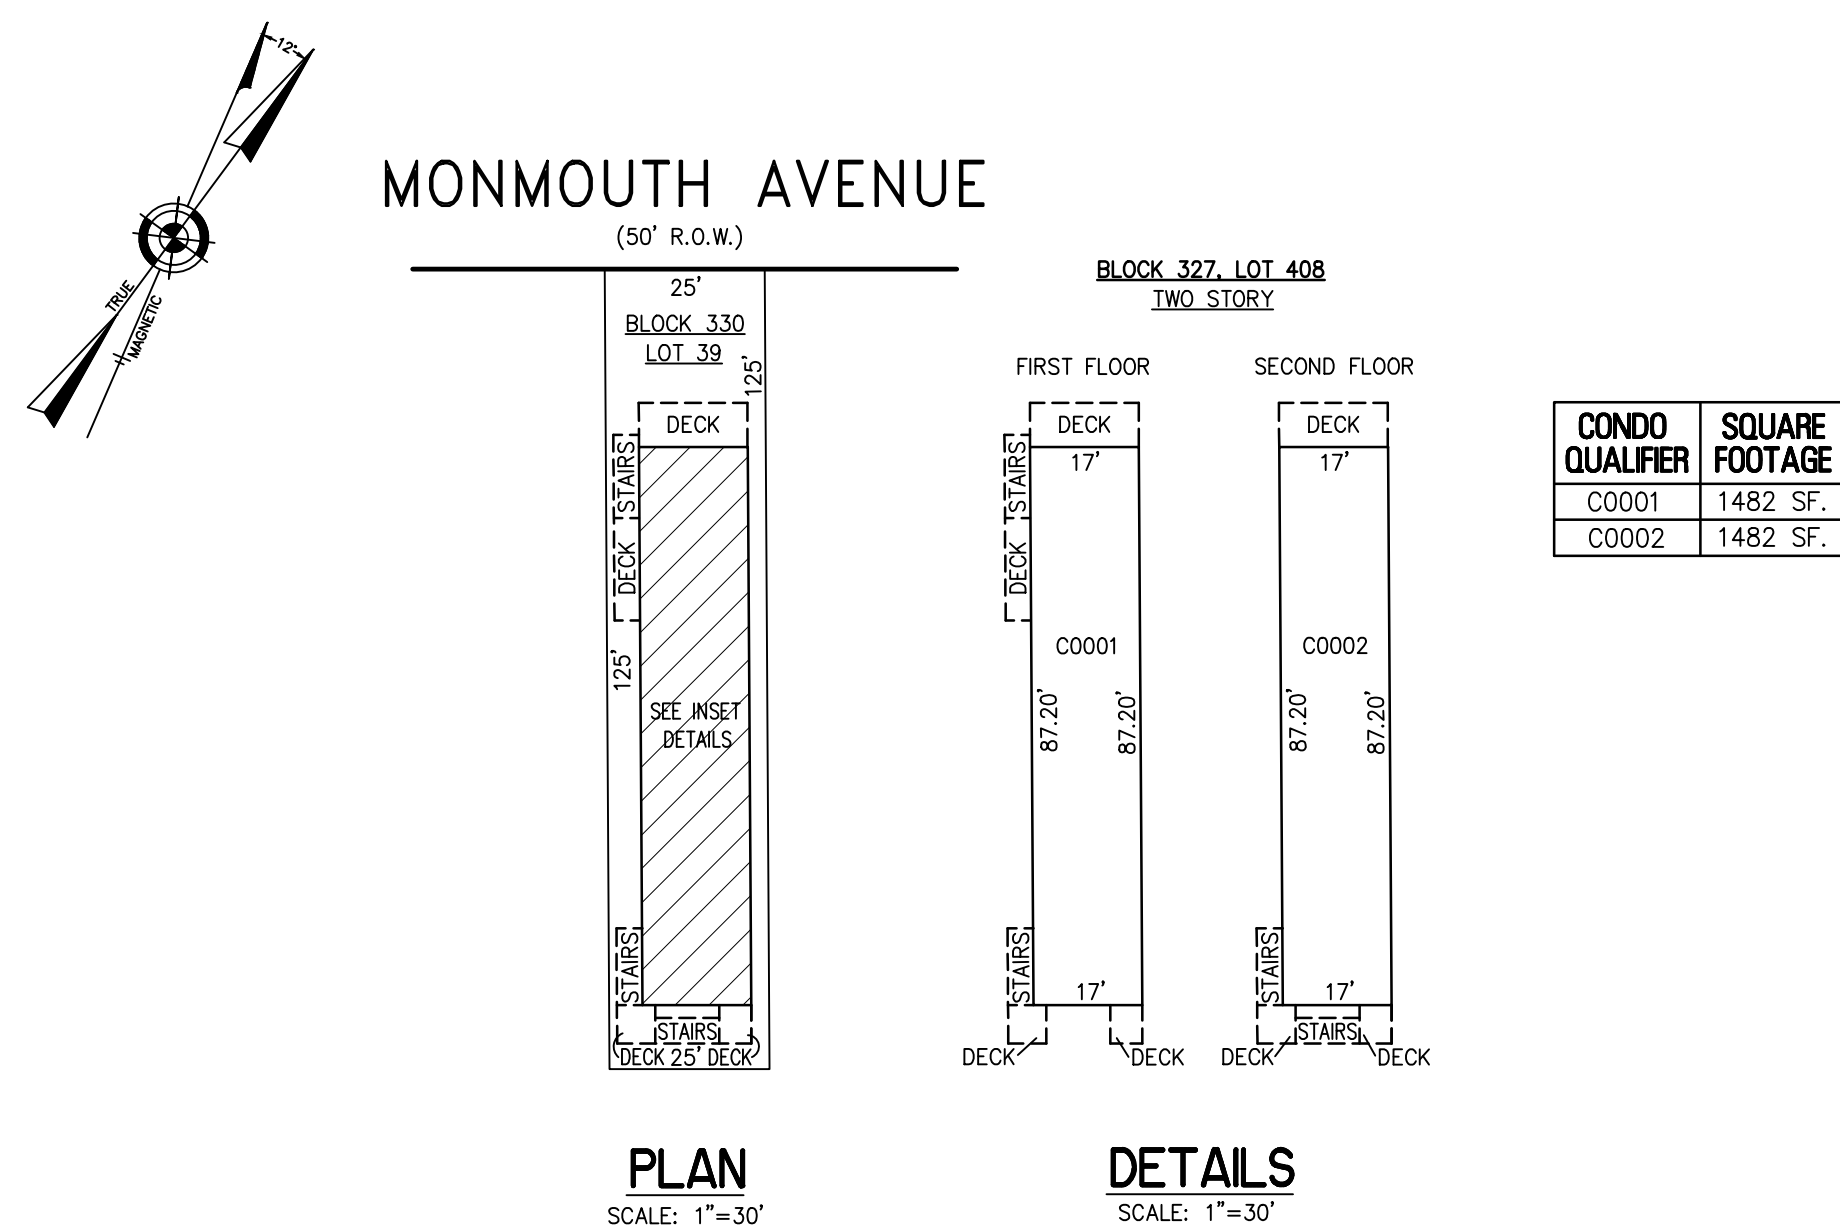 12°
TRUE
MAGNETIC
MONMOUTH AVENUE
(50' R.O.W.)
25'
BLOCK 330
LOT 39
125'
DECK
STAIRS
DECK
125'
SEE INSET
DETAILS
STAIRS
STAIRS
DECK 25' DECK
PLAN
SCALE: 1"=30'
BLOCK 327, LOT 408
TWO STORY
FIRST FLOOR
DECK
17'
STAIRS
DECK
C0001
87.20'
87.20'
STAIRS
17'
DECK
DECK
SECOND FLOOR
DECK
17'
C0002
87.20'
87.20'
STAIRS
17'
STAIRS
DECK
DECK
DETAILS
SCALE: 1"=30'
CONDO QUALIFIER SQUARE FOOTAGE
C0001 1482 SF.
C0002 1482 SF.